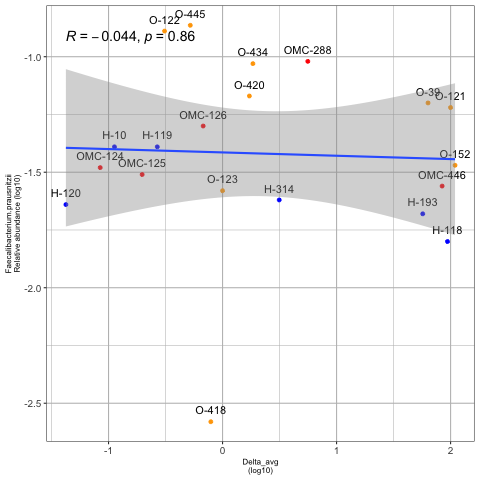 O-445
O-122
R = – 0.044, p = 0.86
O-434
OMC-288
-1.0
O-420
O-39
O-121
OMC-126
H-10
H-119
OMC-124
OMC-125
O-152
-1.5
OMC-446
H-120
O-123
H-314
H-193
H-118
-2.0
-2.5
O-418
Faecalibacterium.prausnitzii
Relative abundance (log10)
-1
0
1
2
Delta_avg
(log10)